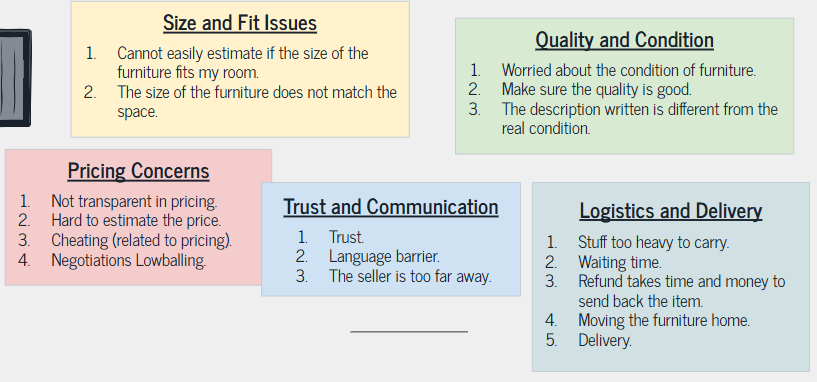 Size and Fit Issues
1. Cannot easily estimate if the size of the
furniture fits my room.
2. The size of the furniture does not match the
space.
Quality and Condition
1. Worried about the condition of furniture.
2. Make sure the quality is good.
3. The description written is different from the
real condition.
Pricing Concerns
1. Not transparent in pricing.
2. Hard to estimate the price.
3. Cheating (related to pricing).
4. Negotiations Lowballing.
Trust and Communication
1. Trust.
2. Language barrier.
3. The seller is too far away.
Logistics and Delivery
1. Stuff too heavy to carry.
2. Waiting time.
3. Refund takes time and money to
send back the item.
4. Moving the furniture home.
5. Delivery.